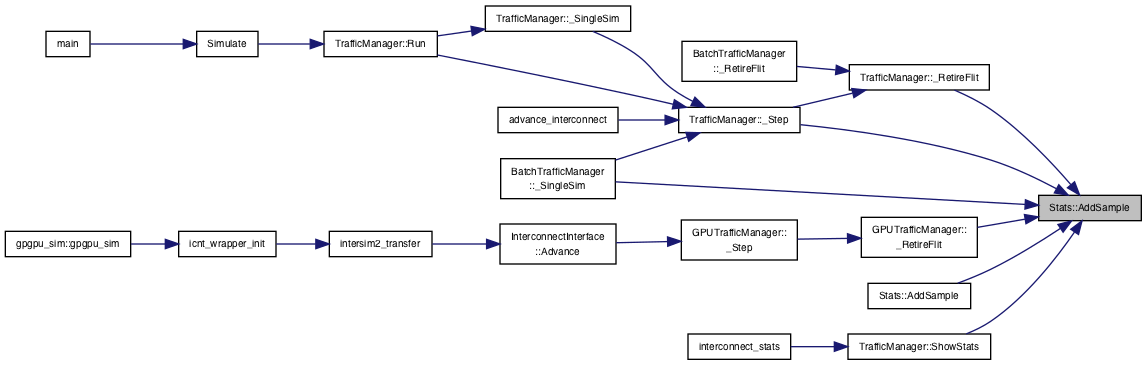 TrafficManager::_SingleSim
main
Simulate
TrafficManager::Run
BatchTrafficManager
::_RetireFlit
TrafficManager::_RetireFlit
advance_interconnect
TrafficManager::_Step
BatchTrafficManager
::_SingleSim
Stats::AddSample
gpgpu_sim::gpgpu_sim
icnt_wrapper_init
intersim2_transfer
InterconnectInterface
::Advance
GPUTrafficManager::
_Step
GPUTrafficManager::
_RetireFlit
Stats::AddSample
interconnect_stats
TrafficManager::ShowStats